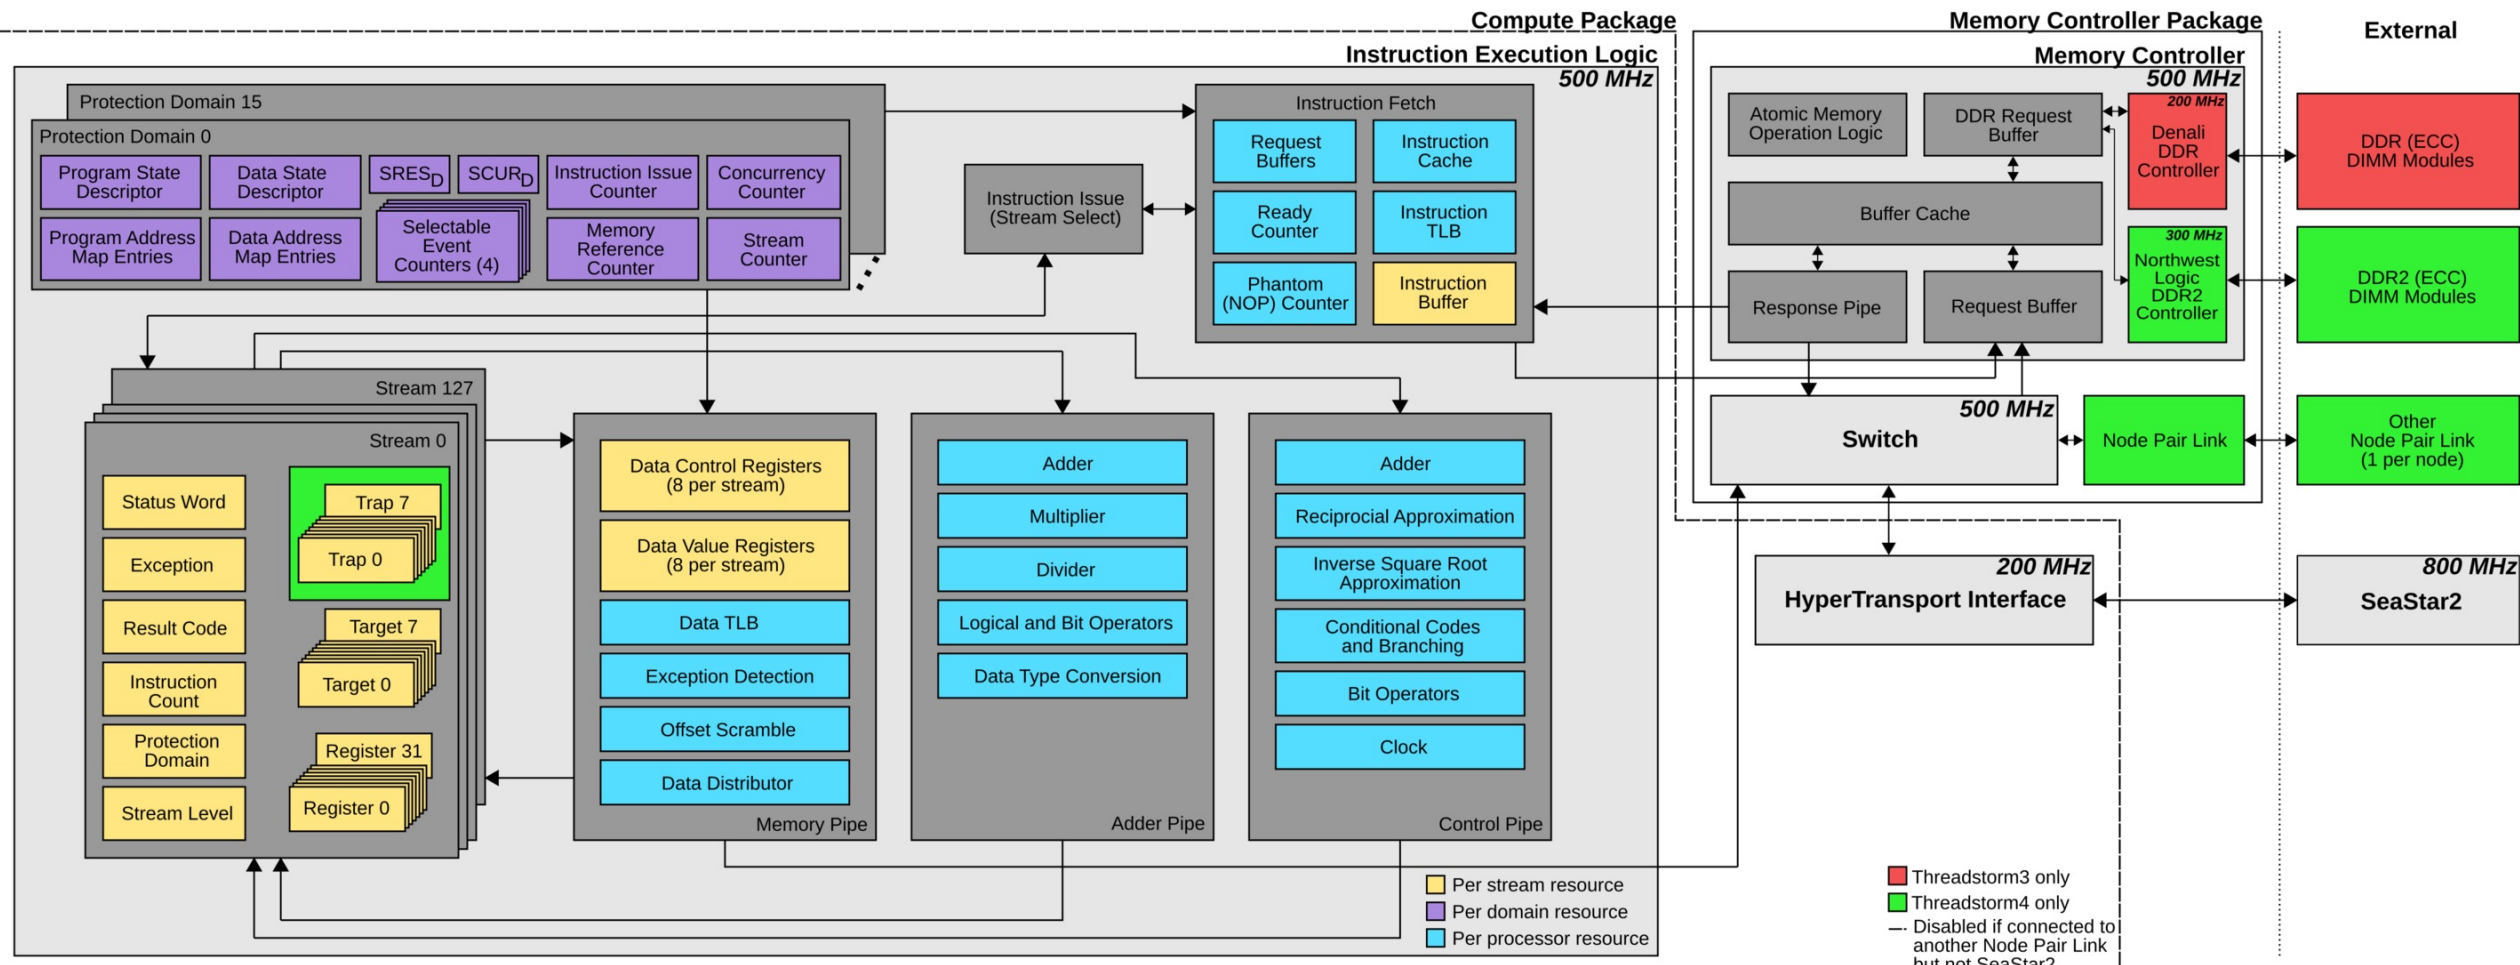 Compute Package
Memory Controller Package
External
Instruction Execution Logic
500 MHz
Memory Controller
500 MHz
Protection Domain 15
Protection Domain 0
Program State
Descriptor
Data State
Descriptor
SRESD
SCURD
Instruction Issue
Counter
Concurrency
Counter
Program Address
Map Entries
Data Address
Map Entries
Selectable
Event
Counters (4)
Memory
Reference
Counter
Stream
Counter
Instruction Issue
(Stream Select)
Instruction Fetch
Request
Buffers
Instruction
Cache
Ready
Counter
Instruction
TLB
Phantom
(NOP) Counter
Instruction
Buffer
Atomic Memory
Operation Logic
DDR Request
Buffer
200 MHz
Denali
DDR
Controller
DDR (ECC)
DIMM Modules
Buffer Cache
300 MHz
Northwest
Logic
DDR2
Controller
DDR2 (ECC)
DIMM Modules
Response Pipe
Request Buffer
500 MHz
Switch
Node Pair Link
Other
Node Pair Link
(1 per node)
200 MHz
HyperTransport Interface
800 MHz
SeaStar2
Stream 127
Stream 0
Status Word
Exception
Result Code
Instruction
Count
Protection
Domain
Stream Level
Trap 7
Trap 0
Target 7
Target 0
Register 31
Register 0
Data Control Registers
(8 per stream)
Data Value Registers
(8 per stream)
Data TLB
Exception Detection
Offset Scramble
Data Distributor
Memory Pipe
Adder
Multiplier
Divider
Logical and Bit Operators
Data Type Conversion
Adder Pipe
Adder
Reciprocial Approximation
Inverse Square Root
Approximation
Conditional Codes
and Branching
Bit Operators
Clock
Control Pipe
Per stream resource
Per domain resource
Per processor resource
Threadstorm3 only
Threadstorm4 only
Disabled if connected to
another Node Pair Link
but not SeaStar2